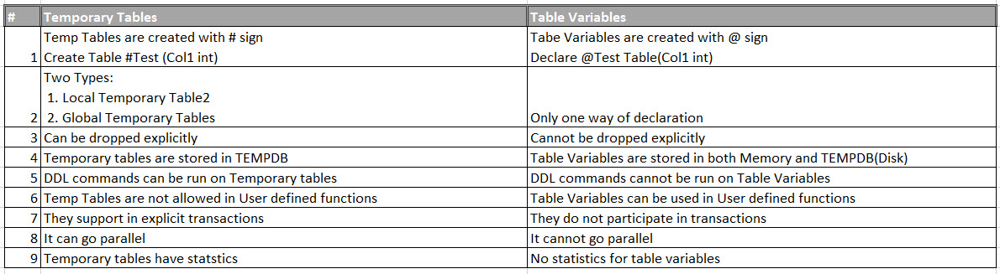 # Temporary Tables Table Variables
Temp Tables are created with # sign Tabe Variables are created with @ sign
1 Create Table #Test (Col1 int) Declare @Test Table(Col1 int)
Two Types:
1. Local Temporary Table2
2 2. Global Temporary Tables Only one way of declaration
3 Can be dropped explicitly Cannot be dropped explicitly
4 Temporary tables are stored in TEMPDB Table Variables are stored in both Memory and TEMPDB(Disk)
5 DDL commands can be run on Temporary tables DDL commands cannot be run on Table Variables
6 Temp Tables are not allowed in User defined functions Table Variables can be used in User defined functions
7 They support in explicit transactions They do not participate in transactions
8 It can go parallel It cannot go parallel
9 Temporary tables have statstics No statistics for table variables